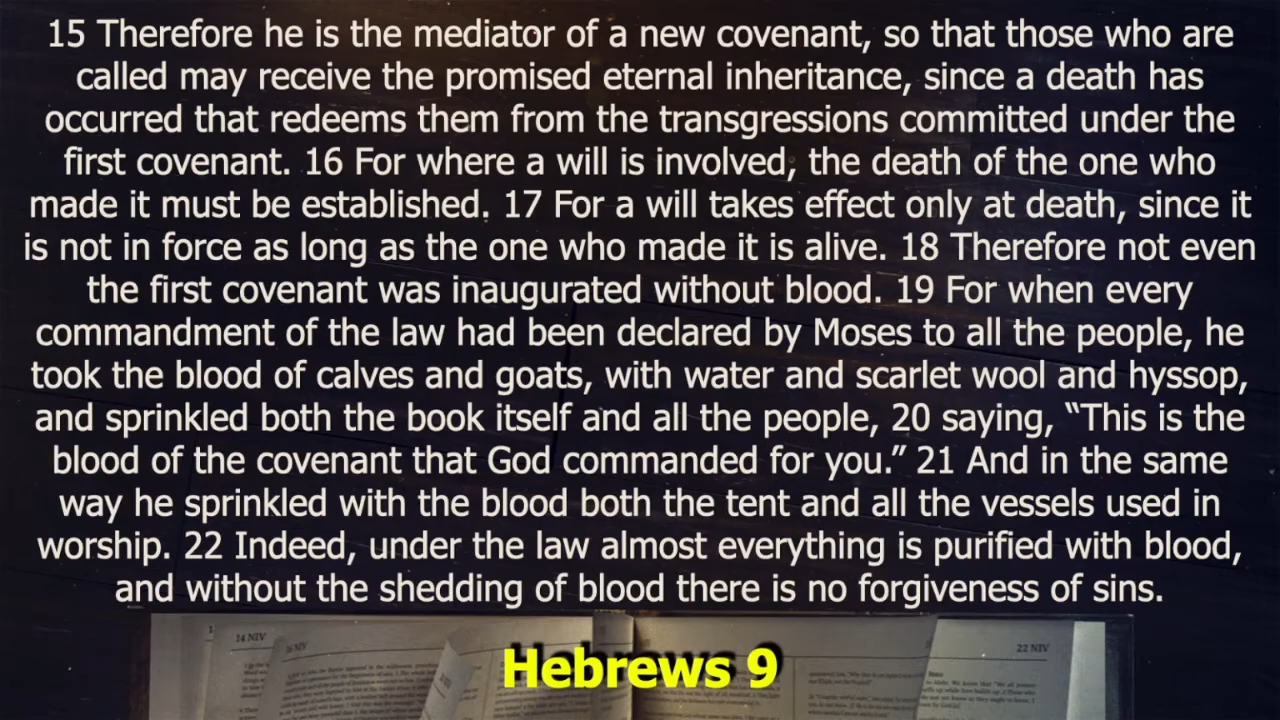 15 Therefore he is the mediator of a new covenant, so that those who are
called may receive the promised eternal inheritance, since a death has
occurred that redeems them from the transgressions committed under the
first covenant. 16 For where a will is involved, the death of the one who
made it must be established. 17 For a will takes effect only at death, since it
is not in force as long as the one who made it is alive. 18 Therefore not even
the first covenant was inaugurated without blood. 19 For when every
commandment of the law had been declared by Moses to all the people, he
took the blood of calves and goats, with water and scarlet wool and hyssop,
and sprinkled both the book itself and all the people, 20 saying, “This is the
blood of the covenant that God commanded for you.” 21 And in the same
way he sprinkled with the blood both the tent and all the vessels used in
worship. 22 Indeed, under the law almost everything is purified with blood,
and without the shedding of blood there is no forgiveness of sins.
14 NIV
16 NIV
22 NIV
Hebrews 9